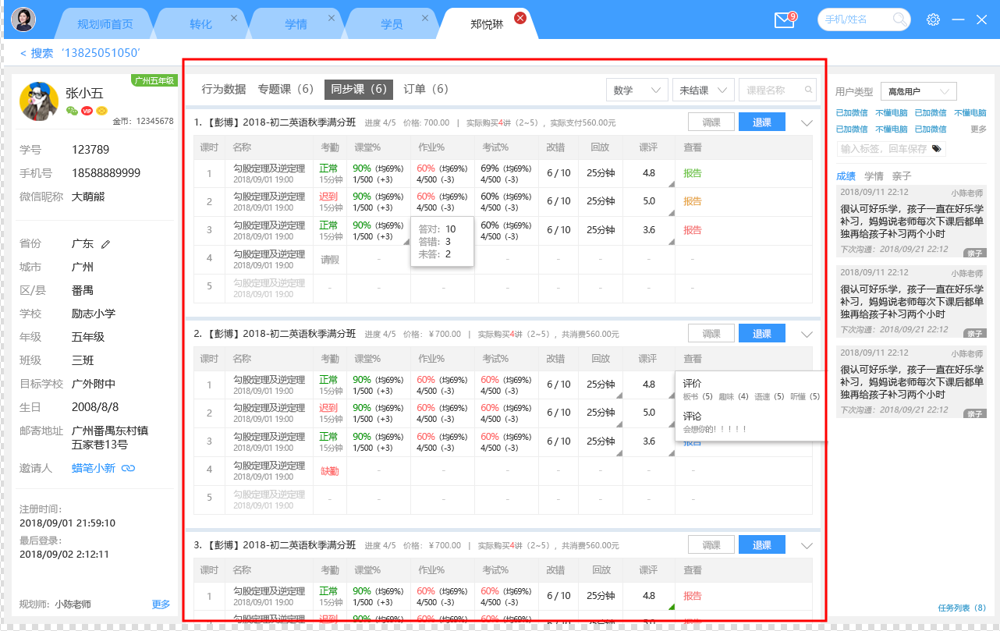 规划师首页 转化 学情 学员 郑悦琳 9 手机/姓名
< 搜索 '13825051050'
广州五年级
张小五
VIP
金币：12345678
学号 123789
手机号 18588889999
微信昵称 大萌熊
省份 广东
城市 广州
区/县 番禺
学校 励志小学
年级 五年级
班级 三班
目标学校 广外附中
生日 2008/8/8
邮寄地址 广州番禺东村镇
五家巷13号
邀请人 蜡笔小新
注册时间：
2018/09/01 21:59:10
最后登录：
2018/09/02 2:12:11
规划师：小陈老师 更多
行为数据 专题课（6） 同步课（6） 订单（6） 数学 未结课 课程名称
1. 【彭博】2018-初二英语秋季满分班 进度 4/5 价格: 700.00 | 实际购买4讲（2~5），实际支付560.00元 调课 退课
课时 名称 考勤 课堂% 作业% 考试% 改错 回放 课评 查看
1 勾股定理及逆定理 正常 90%（均69%） 60%（均69%） 69%（均69%） 6 / 10 25分钟 4.8 报告
2018/09/01 19:00 15分钟 1/500（+3） 4/500（-3） 4/500（-3）
2 勾股定理及逆定理 迟到 90%（均69%） 60%（均69%） 60%（均69%） 6 / 10 25分钟 5.0 报告
2018/09/01 19:00 15分钟 1/500（+3） 4/500（-3） 4/500（-3）
3 勾股定理及逆定理 正常 90%（均69%） 60%（均69%） 6 / 10 25分钟 3.6 报告
2018/09/01 19:00 15分钟 1/500（+3） 4/500（-3）
答对：10
答错：3
未答：2
4 勾股定理及逆定理 请假 - - - - - - -
2018/09/01 19:00
5 勾股定理及逆定理 - - - - - - - -
2018/09/01 19:00
2. 【彭博】2018-初二英语秋季满分班 进度 4/5 价格: ￥700.00 | 实际购买4讲（2~5），共消费560.00元 调课 退课
课时 名称 考勤 课堂% 作业% 考试% 改错 回放 课评 查看
1 勾股定理及逆定理 正常 90%（均69%） 60%（均69%） 60%（均69%） 6 / 10 25分钟 4.8
2018/09/01 19:00 15分钟 1/500（+3） 4/500（-3） 4/500（-3）
2 勾股定理及逆定理 迟到 90%（均69%） 60%（均69%） 60%（均69%） 6 / 10 25分钟 5.0
2018/09/01 19:00 15分钟 1/500（+3） 4/500（-3） 4/500（-3）
3 勾股定理及逆定理 正常 90%（均69%） 60%（均69%） 60%（均69%） 6 / 10 25分钟 3.6 报告
2018/09/01 19:00 15分钟 1/500（+3） 4/500（-3） 4/500（-3）
评价
板书（5） 趣味（4） 语速（5） 听懂（5）
评论
会想你的！！！！！
4 勾股定理及逆定理 缺勤 - - - - - - -
2018/09/01 19:00
5 勾股定理及逆定理 - - - - - - - -
2018/09/01 19:00
3. 【彭博】2018-初二英语秋季满分班 进度 4/5 价格: ￥700.00 | 实际购买4讲（2~5），共消费560.00元 调课 退课
课时 名称 考勤 课堂% 作业% 考试% 改错 回放 课评 查看
1 勾股定理及逆定理 正常 90%（均69%） 60%（均69%） 60%（均69%） 6 / 10 25分钟 4.8 报告
2018/09/01 19:00 15分钟 1/500（+3） 4/500（-3） 4/500（-3）
勾股定理及逆定理 迟到 90%（均69%） 60%（均69%） 60%（均69%）
用户类型 高危用户
已加微信 不懂电脑 已加微信 不懂电脑
已加微信 不懂电脑 已加微信 更多
输入标签，回车保存
成绩 学情 亲子
2018/09/11 22:12 小陈老师
很认可好乐学，孩子一直在好乐学
补习，妈妈说老师每次下课后都单
独再给孩子补习两个小时
下次沟通：2018/09/21 22:12 亲子
2018/09/11 22:12 小陈老师
很认可好乐学，孩子一直在好乐学
补习，妈妈说老师每次下课后都单
独再给孩子补习两个小时
下次沟通：2018/09/21 22:12 亲子
2018/09/11 22:12 小陈老师
很认可好乐学，孩子一直在好乐学
补习，妈妈说老师每次下课后都单
独再给孩子补习两个小时
下次沟通：2018/09/21 22:12 亲子
任务列表（8）